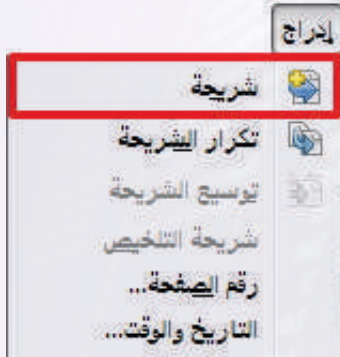 إدراج
شريحة
تكرار الشريحة
توسيع الشريحة
شريحة التلخيص
رقم الصفحة...
التاريخ والوقت...